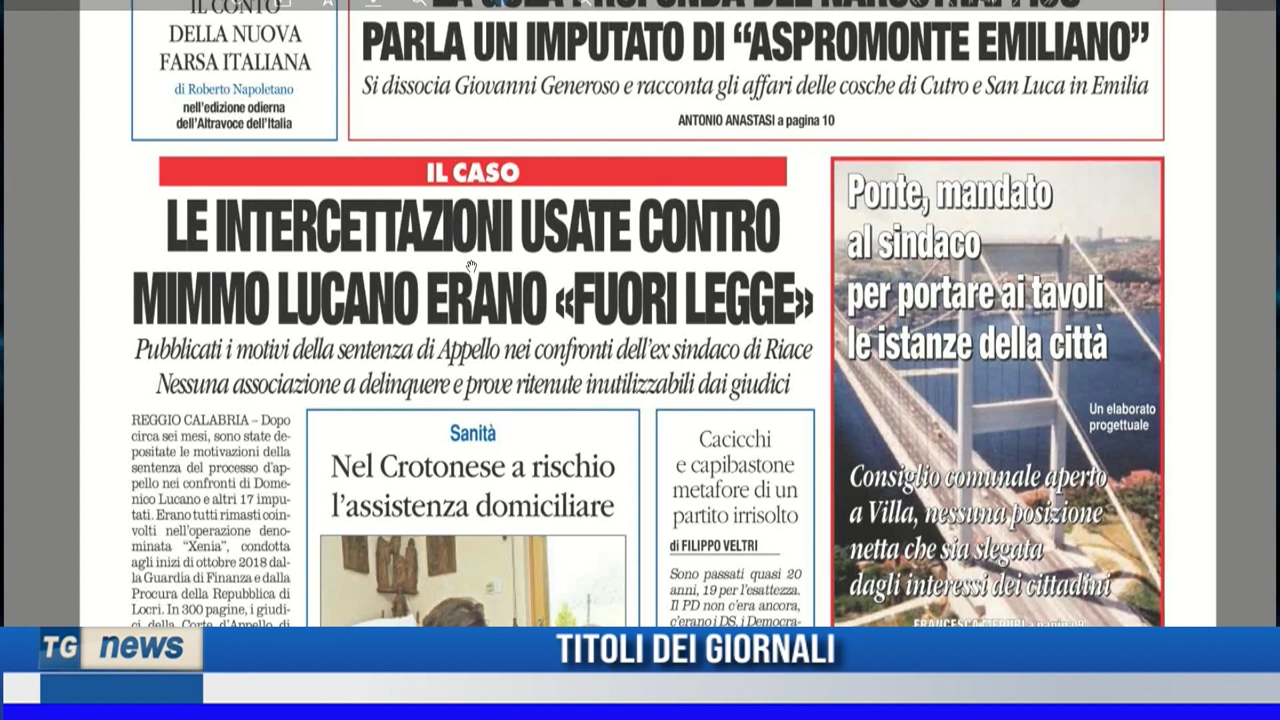 IL CONTO
DELLA NUOVA
FARSA ITALIANA
di Roberto Napoletano
nell'edizione odierna
dell'Altravoce dell'Italia
PARLA UN IMPUTATO DI “ASPROMONTE EMILIANO”
Si dissocia Giovanni Generoso e racconta gli affari delle cosche di Cutro e San Luca in Emilia
ANTONIO ANASTASI a pagina 10
IL CASO
LE INTERCETTAZIONI USATE CONTRO
MIMMO LUCANO ERANO «FUORI LEGGE»
Pubblicati i motivi della sentenza di Appello nei confronti dell'ex sindaco di Riace
Nessuna associazione a delinquere e prove ritenute inutilizzabili dai giudici
REGGIO CALABRIA – Dopo
circa sei mesi, sono state de-
positate le motivazioni della
sentenza del processo d'ap-
pello nei confronti di Dome-
nico Lucano e altri 17 impu-
tati. Erano tutti rimasti coin-
volti nell'operazione deno-
minata “Xenia”, condotta
agli inizi di ottobre 2018 dal-
la Guardia di Finanza e dalla
Procura della Repubblica di
Locri. In 300 pagine, i giudi-
ci della Corte d'Appello di
Sanità
Nel Crotonese a rischio
l'assistenza domiciliare
Cacicchi
e capibastone
metafore di un
partito irrisolto
di FILIPPO VELTRI
Sono passati quasi 20
anni, 19 per l'esattezza.
Il PD non c'era ancora,
c'erano i DS, i Democra-
Ponte, mandato
al sindaco
per portare ai tavoli
le istanze della città
Un elaborato
progettuale
Consiglio comunale aperto
a Villa, nessuna posizione
netta che sia slegata
dagli interessi dei cittadini
TG news
TITOLI DEI GIORNALI